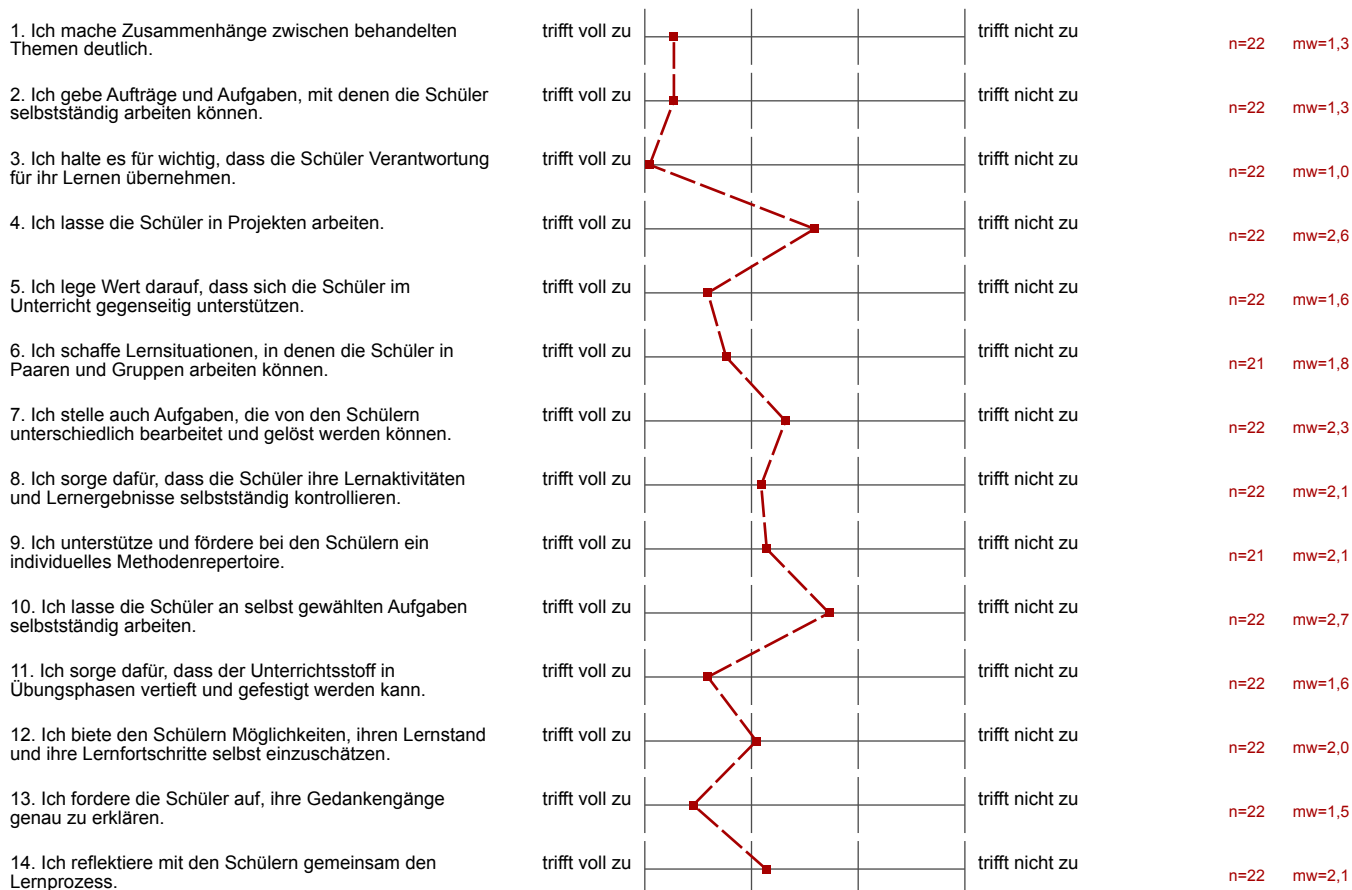 1. Ich mache Zusammenhänge zwischen behandelten
Themen deutlich.
trifft voll zu
trifft nicht zu
n=22 mw=1,3
2. Ich gebe Aufträge und Aufgaben, mit denen die Schüler
selbstständig arbeiten können.
trifft voll zu
trifft nicht zu
n=22 mw=1,3
3. Ich halte es für wichtig, dass die Schüler Verantwortung
für ihr Lernen übernehmen.
trifft voll zu
trifft nicht zu
n=22 mw=1,0
4. Ich lasse die Schüler in Projekten arbeiten.
trifft voll zu
trifft nicht zu
n=22 mw=2,6
5. Ich lege Wert darauf, dass sich die Schüler im
Unterricht gegenseitig unterstützen.
trifft voll zu
trifft nicht zu
n=22 mw=1,6
6. Ich schaffe Lernsituationen, in denen die Schüler in
Paaren und Gruppen arbeiten können.
trifft voll zu
trifft nicht zu
n=21 mw=1,8
7. Ich stelle auch Aufgaben, die von den Schülern
unterschiedlich bearbeitet und gelöst werden können.
trifft voll zu
trifft nicht zu
n=22 mw=2,3
8. Ich sorge dafür, dass die Schüler ihre Lernaktivitäten
und Lernergebnisse selbstständig kontrollieren.
trifft voll zu
trifft nicht zu
n=22 mw=2,1
9. Ich unterstütze und fördere bei den Schülern ein
individuelles Methodenrepertoire.
trifft voll zu
trifft nicht zu
n=21 mw=2,1
10. Ich lasse die Schüler an selbst gewählten Aufgaben
selbstständig arbeiten.
trifft voll zu
trifft nicht zu
n=22 mw=2,7
11. Ich sorge dafür, dass der Unterrichtsstoff in
Übungsphasen vertieft und gefestigt werden kann.
trifft voll zu
trifft nicht zu
n=22 mw=1,6
12. Ich biete den Schülern Möglichkeiten, ihren Lernstand
und ihre Lernfortschritte selbst einzuschätzen.
trifft voll zu
trifft nicht zu
n=22 mw=2,0
13. Ich fordere die Schüler auf, ihre Gedankengänge
genau zu erklären.
trifft voll zu
trifft nicht zu
n=22 mw=1,5
14. Ich reflektiere mit den Schülern gemeinsam den
Lernprozess.
trifft voll zu
trifft nicht zu
n=22 mw=2,1